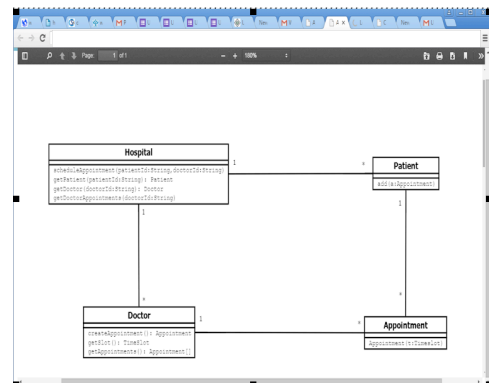 Page: 1 of 1
160%
Hospital
scheduleAppointment(patientId:String,doctorId:String)
getPatient(patientId:String): Patient
getDoctor(doctorId:String): Doctor
getDoctorAppointments(doctorId:String)
1
*
Patient
add(a:Appointment)
1
1
*
*
Doctor
createAppointment(): Appointment
getSlot(): TimeSlot
getAppointments(): Appointment[]
1
*
Appointment
Appointment(t:Timeslot)